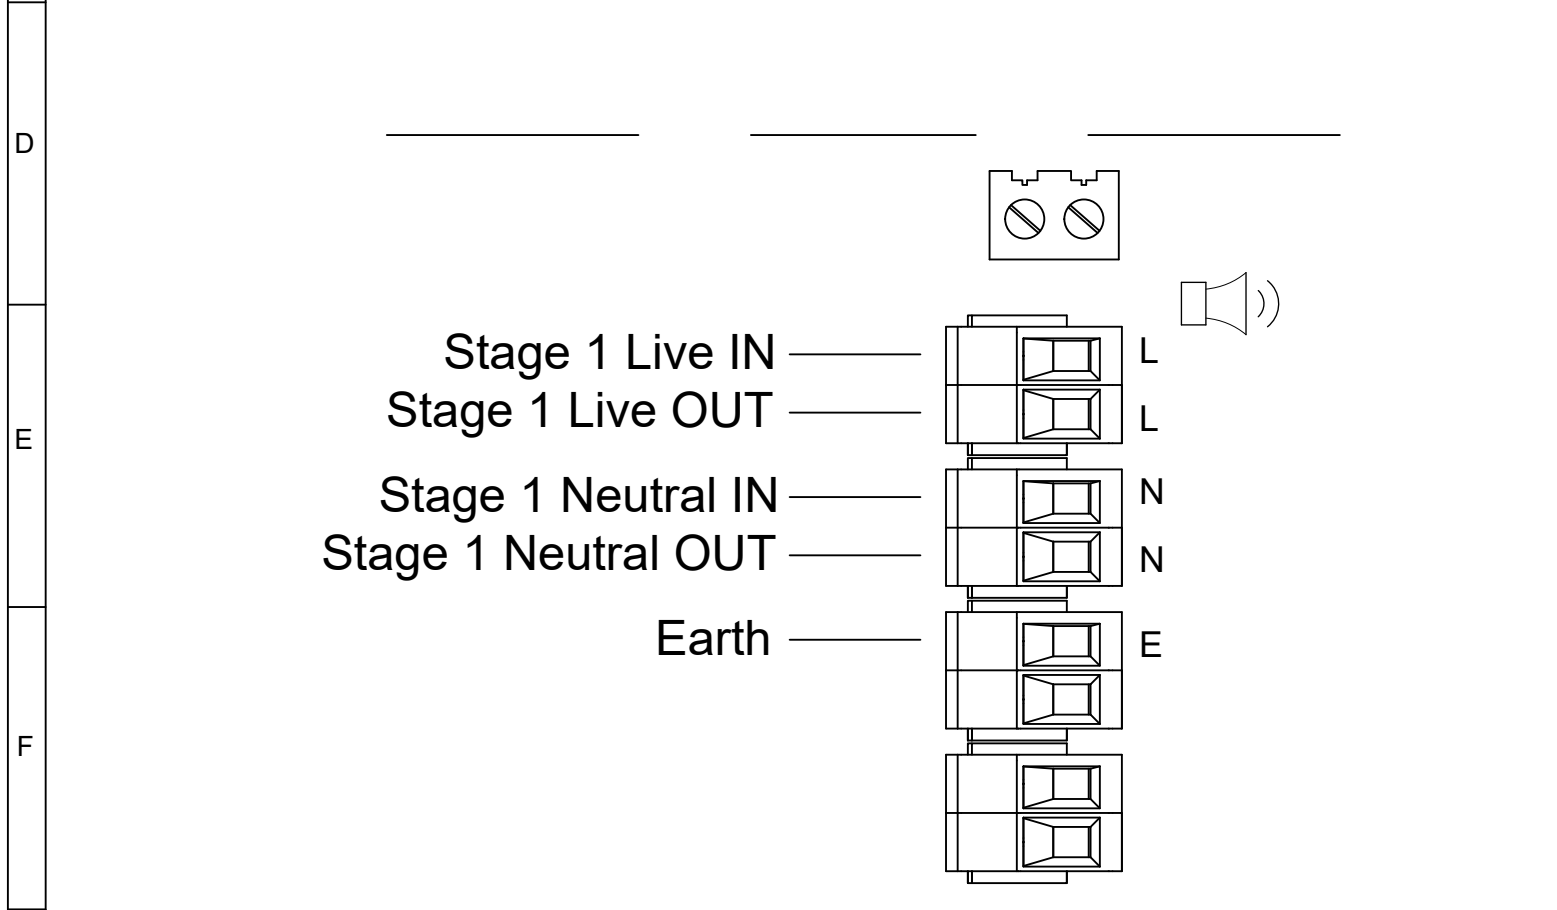 D
Stage 1 Live IN L
Stage 1 Live OUT L
E
Stage 1 Neutral IN N
Stage 1 Neutral OUT N
Earth E
F